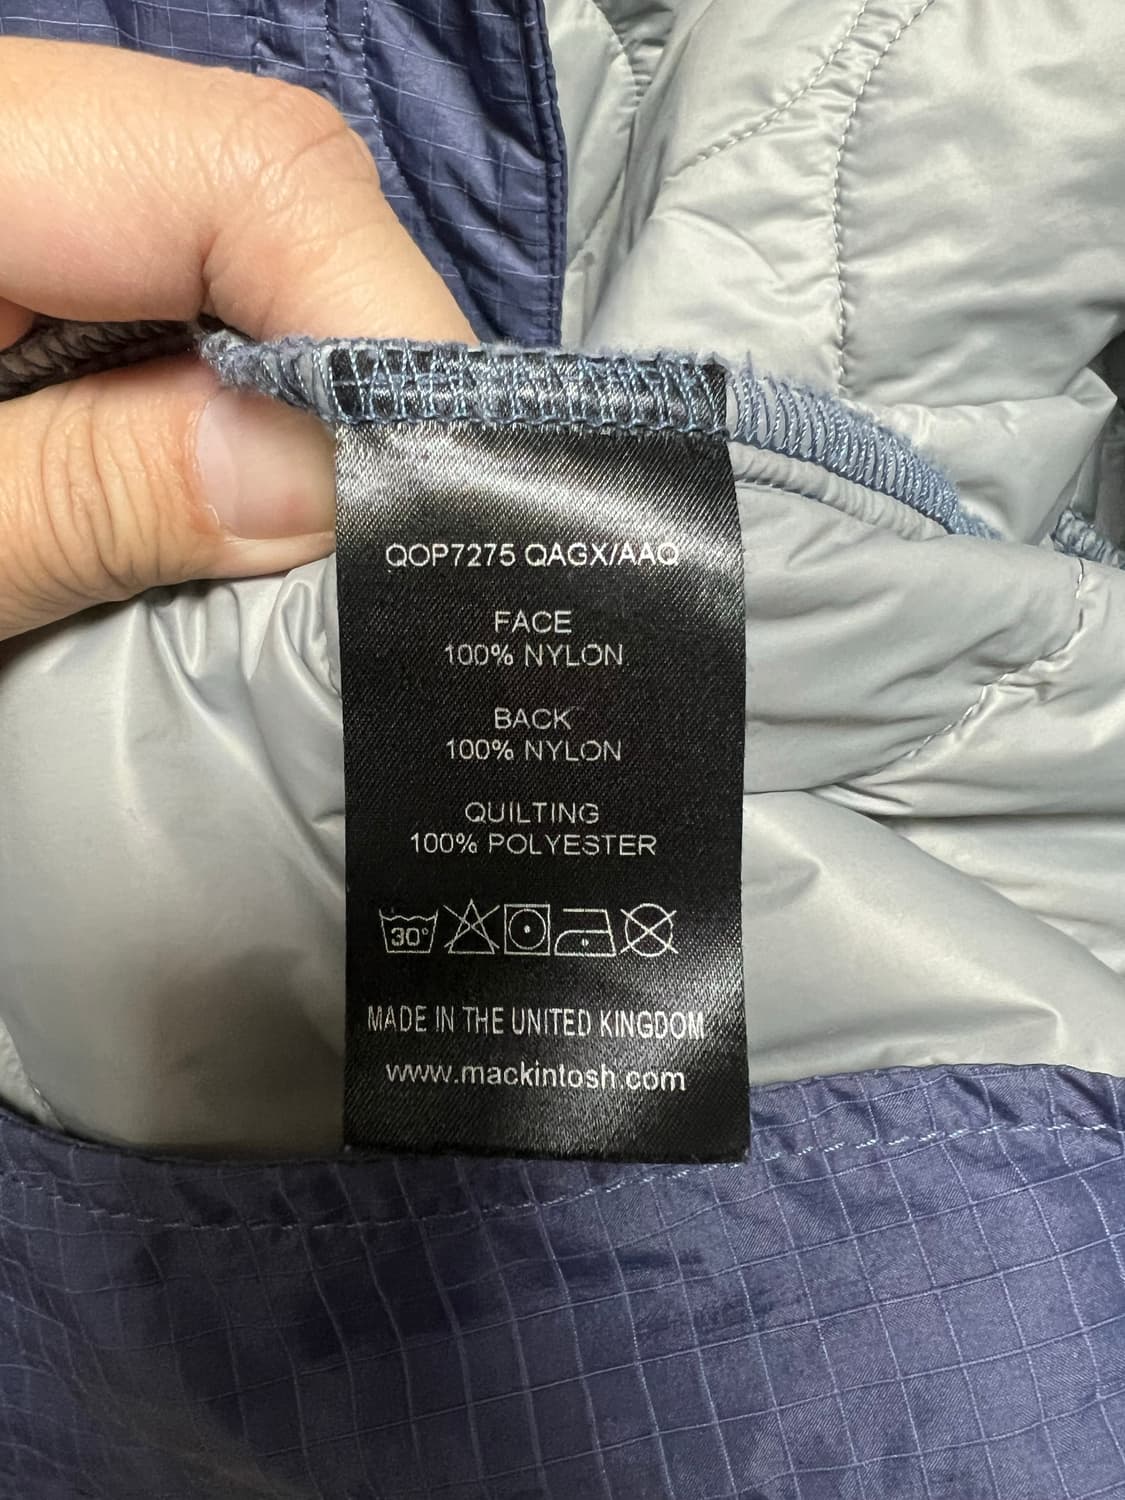 QOP7275 QAGX/AAQ
FACE
100% NYLON
BACK
100% NYLON
QUILTING
100% POLYESTER
30°
MADE IN THE UNITED KINGDOM
www.mackintosh.com